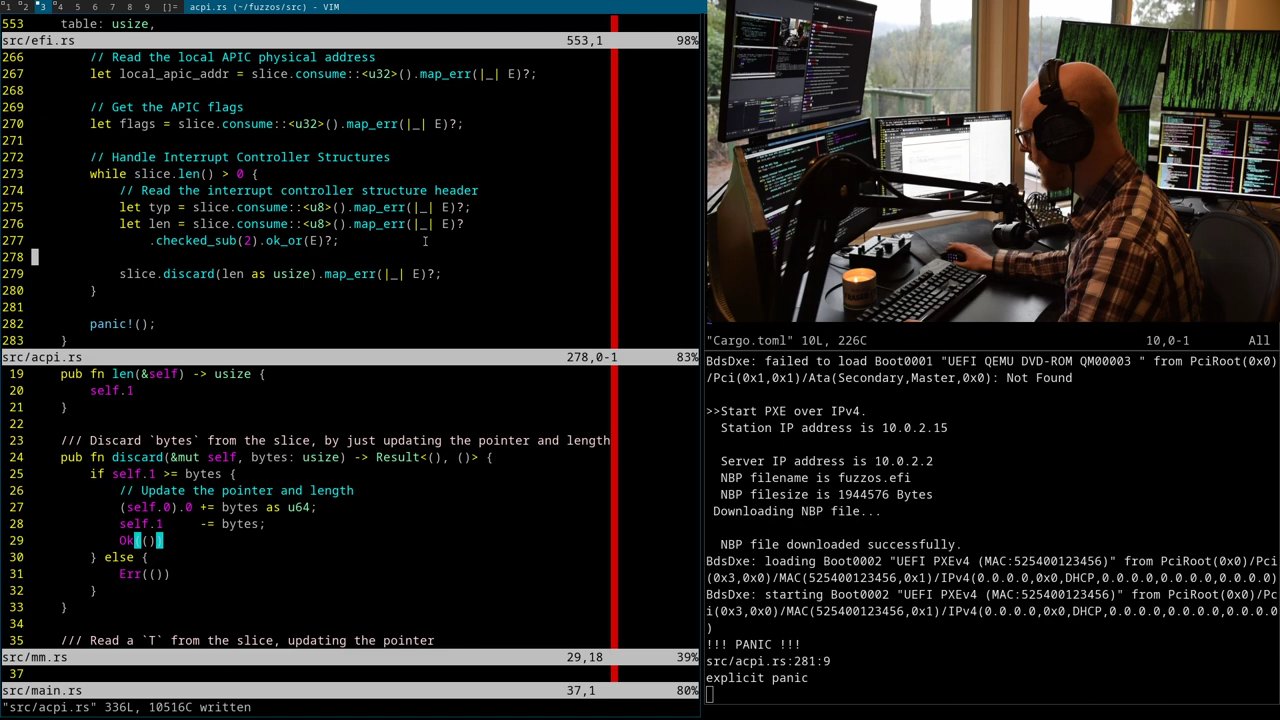 1 2 3 4 5 6 7 8 9 []= acpi.rs (~/fuzzos/src) - VIM
553     table: usize,
src/efi.rs 553,1 98%
266         // Read the local APIC physical address
267         let local_apic_addr = slice.consume::<u32>().map_err(|_| E)?;
268
269         // Get the APIC flags
270         let flags = slice.consume::<u32>().map_err(|_| E)?;
271
272         // Handle Interrupt Controller Structures
273         while slice.len() > 0 {
274             // Read the interrupt controller structure header
275             let typ = slice.consume::<u8>().map_err(|_| E)?;
276             let len = slice.consume::<u8>().map_err(|_| E)?
277                 .checked_sub(2).ok_or(E)?;
278
279             slice.discard(len as usize).map_err(|_| E)?;
280         }
281
282         panic!();
283     }
src/acpi.rs 278,0-1 83%
19     pub fn len(&self) -> usize {
20         self.1
21     }
22
23     /// Discard `bytes` from the slice, by just updating the pointer and length
24     pub fn discard(&mut self, bytes: usize) -> Result<(), ()> {
25         if self.1 >= bytes {
26             // Update the pointer and length
27             (self.0).0 += bytes as u64;
28             self.1     -= bytes;
29             Ok(())
30         } else {
31             Err(())
32         }
33     }
34
35     /// Read a `T` from the slice, updating the pointer
src/mm.rs 29,18 39%
37
src/main.rs 37,1 80%
"src/acpi.rs" 336L, 10516C written
"Cargo.toml" 10L, 226C 10,0-1 All
BdsDxe: failed to load Boot0001 "UEFI QEMU DVD-ROM QM00003 " from PciRoot(0x0)
/Pci(0x1,0x1)/Ata(Secondary,Master,0x0): Not Found
>>Start PXE over IPv4.
  Station IP address is 10.0.2.15
  Server IP address is 10.0.2.2
  NBP filename is fuzzos.efi
  NBP filesize is 1944576 Bytes
 Downloading NBP file...
  NBP file downloaded successfully.
BdsDxe: loading Boot0002 "UEFI PXEv4 (MAC:525400123456)" from PciRoot(0x0)/Pci
(0x3,0x0)/MAC(525400123456,0x1)/IPv4(0.0.0.0,0x0,DHCP,0.0.0.0,0.0.0.0,0.0.0.0)
BdsDxe: starting Boot0002 "UEFI PXEv4 (MAC:525400123456)" from PciRoot(0x0)/Pc
i(0x3,0x0)/MAC(525400123456,0x1)/IPv4(0.0.0.0,0x0,DHCP,0.0.0.0,0.0.0.0,0.0.0.0
)
!!! PANIC !!!
src/acpi.rs:281:9
explicit panic